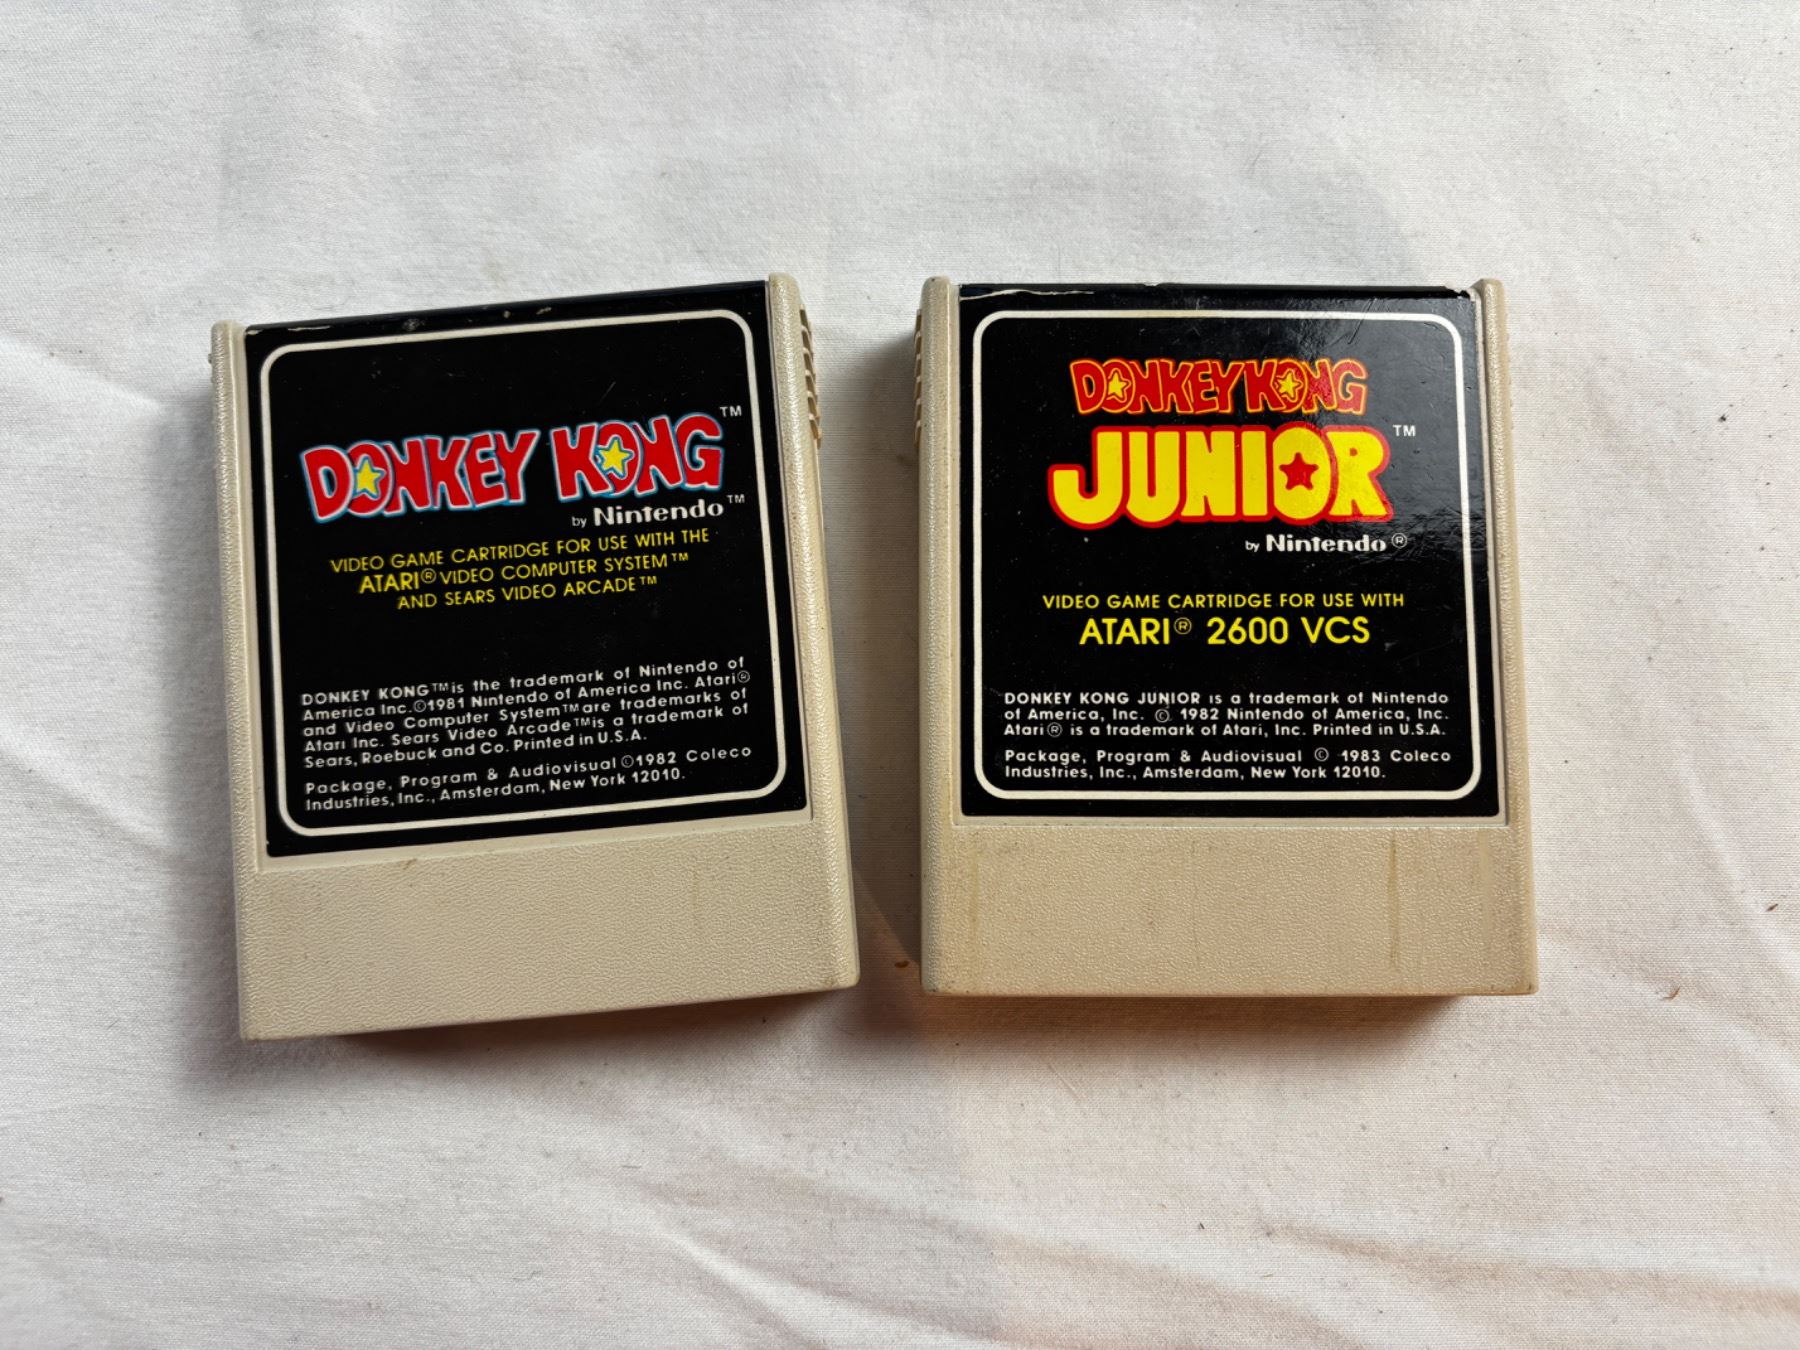 DONKEY KONG™
by Nintendo™
VIDEO GAME CARTRIDGE FOR USE WITH THE
ATARI® VIDEO COMPUTER SYSTEM™
AND SEARS VIDEO ARCADE™
DONKEY KONG™ is the trademark of Nintendo of
America Inc. ©1981 Nintendo of America Inc. Atari®
and Video Computer System™ are trademarks of
Atari Inc. Sears Video Arcade™ is a trademark of
Sears, Roebuck and Co. Printed in U.S.A.
Package, Program & Audiovisual ©1982 Coleco
Industries, Inc., Amsterdam, New York 12010.
DONKEY KONG
JUNIOR™
by Nintendo®
VIDEO GAME CARTRIDGE FOR USE WITH
ATARI® 2600 VCS
DONKEY KONG JUNIOR is a trademark of Nintendo
of America, Inc. © 1982 Nintendo of America, Inc.
Atari® is a trademark of Atari, Inc. Printed in U.S.A.
Package, Program & Audiovisual © 1983 Coleco
Industries, Inc., Amsterdam, New York 12010.